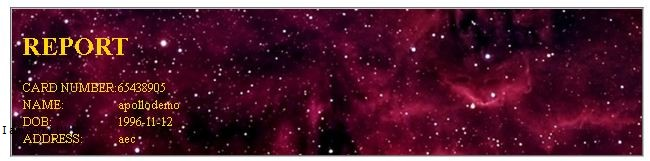 REPORT
CARD NUMBER:65438905
NAME: apollodemo
DOB: 1996-11-12
ADDRESS: aec